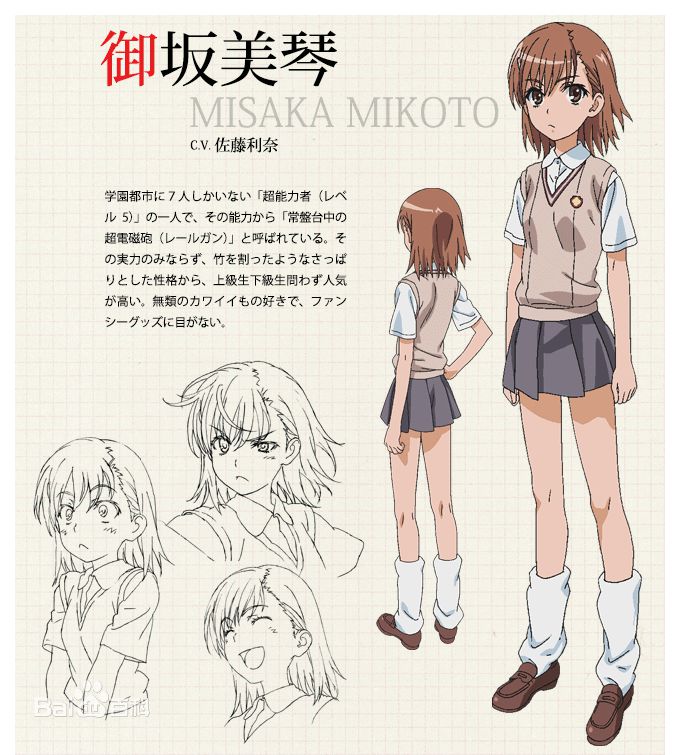 御坂美琴
MISAKA MIKOTO
C.V. 佐藤利奈
学園都市に７人しかいない「超能力者（レベ
ル 5）」の一人で、その能力から「常盤台中の
超電磁砲（レールガン）」と呼ばれている。そ
の実力のみならず、竹を割ったようなさっぱ
りとした性格から、上級生下級生問わず人気
が高い。無類のカワイイもの好きで、ファン
シーグッズに目がない。
Bai百科